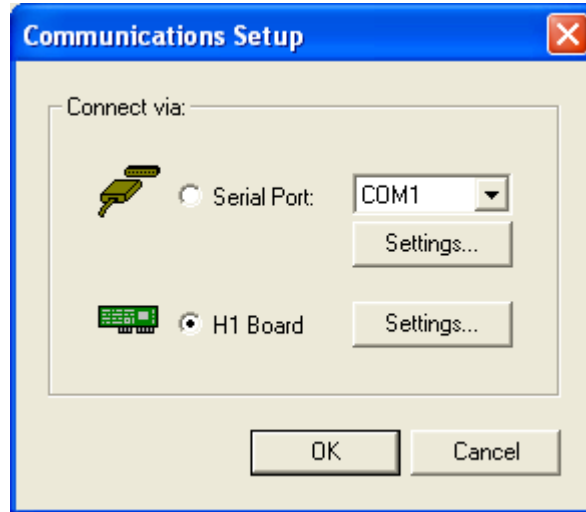 Communications Setup
Connect via:
Serial Port: COM1
Settings...
H1 Board Settings...
OK Cancel